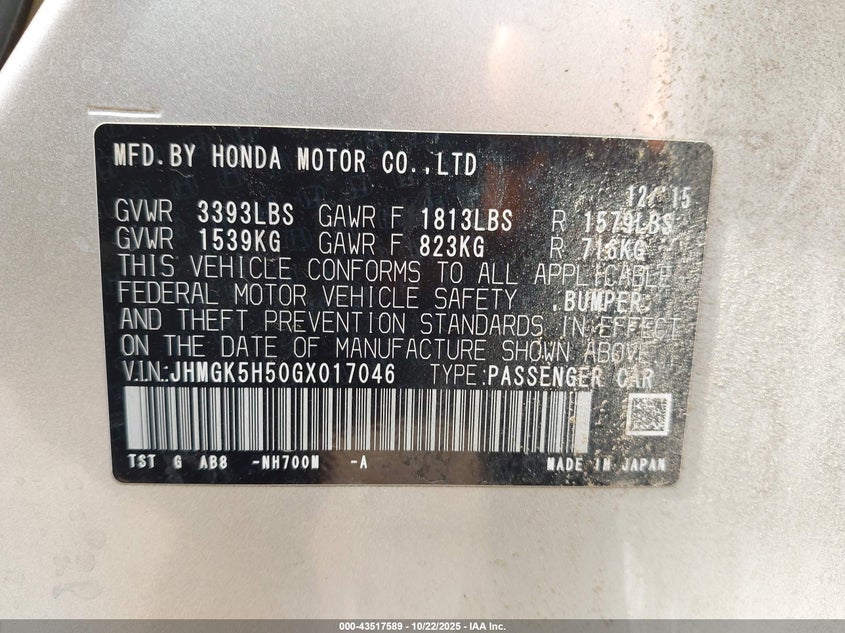 MFD.BY HONDA MOTOR CO.,LTD
12/15
GVWR 3393LBS GAWR F 1813LBS R 1579LBS
GVWR 1539KG GAWR F 823KG R 716KG
THIS VEHICLE CONFORMS TO ALL APPLICABLE
FEDERAL MOTOR VEHICLE SAFETY ,BUMPER,
AND THEFT PREVENTION STANDARDS IN EFFECT
ON THE DATE OF MANUFACTURE SHOWN ABOVE
V.I.N.:JHMGK5H50GX017046 TYPE:PASSENGER CAR
TST G AB8 -NH700M -A MADE IN JAPAN
000-43517589 - 10/22/2025 - IAA Inc.